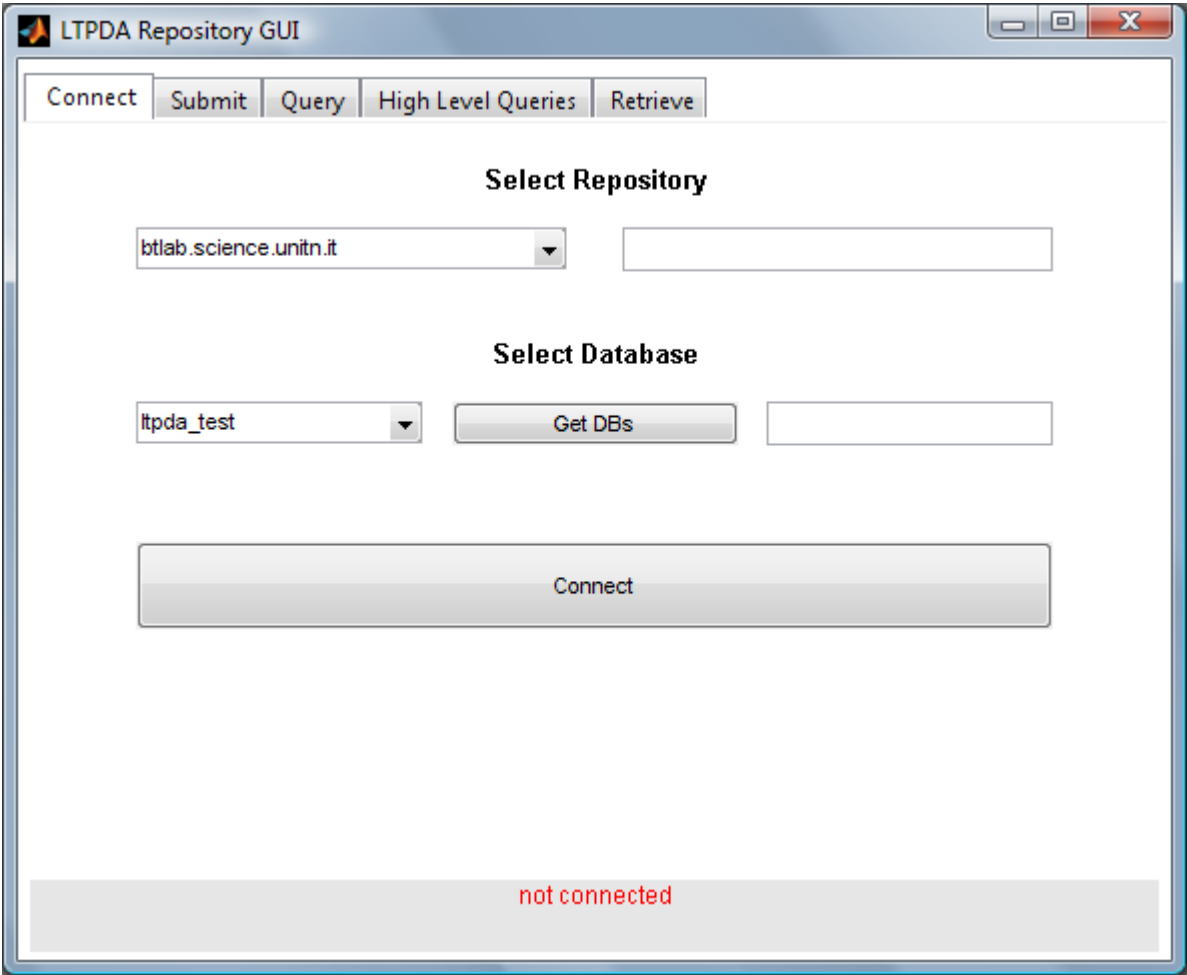 LTPDA Repository GUI
Connect Submit Query High Level Queries Retrieve
Select Repository
btlab.science.unitn.it
Select Database
ltpda_test Get DBs
Connect
not connected